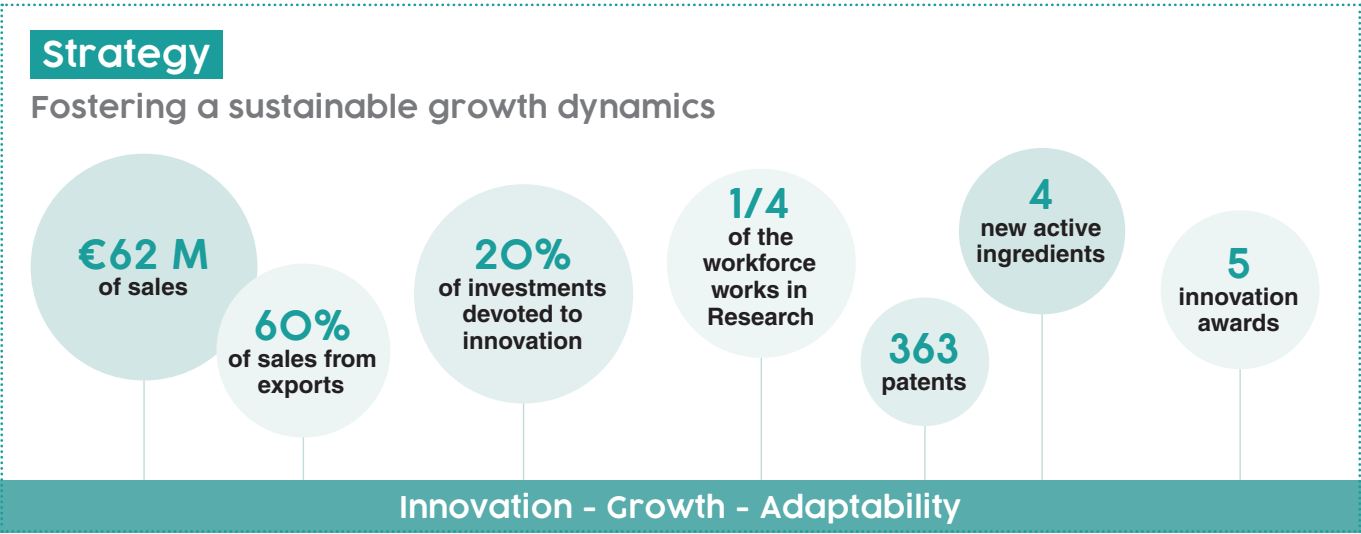 Strategy
Fostering a sustainable growth dynamics
€62 M
of sales
60%
of sales from
exports
20%
of investments
devoted to
innovation
1/4
of the
workforce
works in
Research
363
patents
4
new active
ingredients
5
innovation
awards
Innovation - Growth - Adaptability